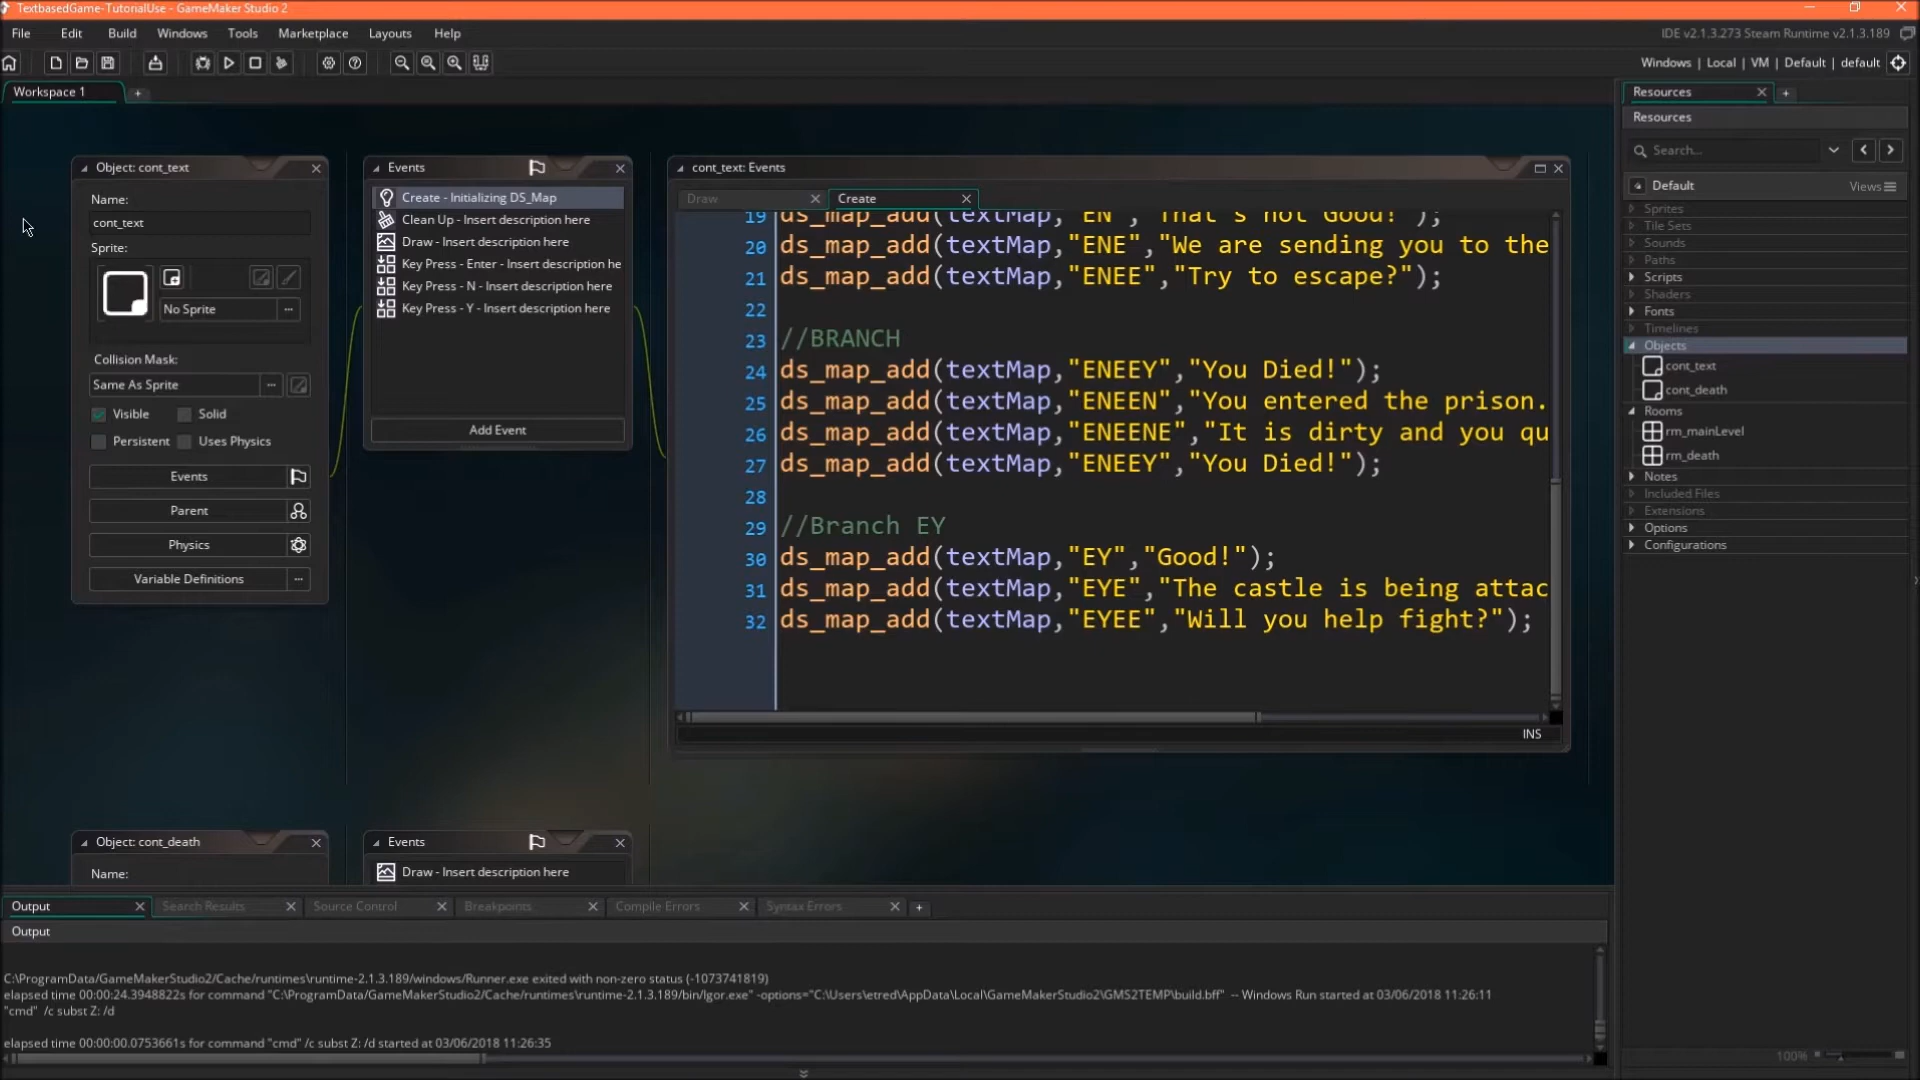 TextbasedGame-TutorialUse - GameMaker Studio 2
File Edit Build Windows Tools Marketplace Layouts Help
IDE v2.1.3.273 Steam Runtime v2.1.3.189
Windows | Local | VM | Default | default
Workspace 1
Object: cont_text
Name:
cont_text
Sprite:
No Sprite
Collision Mask:
Same As Sprite
Visible Solid
Persistent Uses Physics
Events
Parent
Physics
Variable Definitions
Events
Create - Initializing DS_Map
Clean Up - Insert description here
Draw - Insert description here
Key Press - Enter - Insert description he
Key Press - N - Insert description here
Key Press - Y - Insert description here
Add Event
cont_text: Events
Draw Create
19 ds_map_add(textMap,"EN","That's not Good!");
20 ds_map_add(textMap,"ENE","We are sending you to the
21 ds_map_add(textMap,"ENEE","Try to escape?");
22
23 //BRANCH
24 ds_map_add(textMap,"ENEEY","You Died!");
25 ds_map_add(textMap,"ENEEN","You entered the prison.
26 ds_map_add(textMap,"ENEENE","It is dirty and you qu
27 ds_map_add(textMap,"ENEEY","You Died!");
28
29 //Branch EY
30 ds_map_add(textMap,"EY","Good!");
31 ds_map_add(textMap,"EYE","The castle is being attac
32 ds_map_add(textMap,"EYEE","Will you help fight?");
INS
Object: cont_death
Name:
Events
Draw - Insert description here
Resources
Resources
Search...
Default Views
Sprites
Tile Sets
Sounds
Paths
Scripts
Shaders
Fonts
Timelines
Objects
cont_text
cont_death
Rooms
rm_mainLevel
rm_death
Notes
Included Files
Extensions
Options
Configurations
100%
Output Search Results Source Control Breakpoints Compile Errors Syntax Errors
Output
C:\ProgramData/GameMakerStudio2/Cache/runtimes\runtime-2.1.3.189/windows/Runner.exe exited with non-zero status (-1073741819)
elapsed time 00:00:24.3948822s for command "C:\ProgramData/GameMakerStudio2/Cache/runtimes\runtime-2.1.3.189/bin/Igor.exe" -options="C:\Users\etred\AppData\Local\GameMakerStudio2\GMS2TEMP\build.bff" -- Windows Run started at 03/06/2018 11:26:11
"cmd" /c subst Z: /d
elapsed time 00:00:00.0753661s for command "cmd" /c subst Z: /d started at 03/06/2018 11:26:35